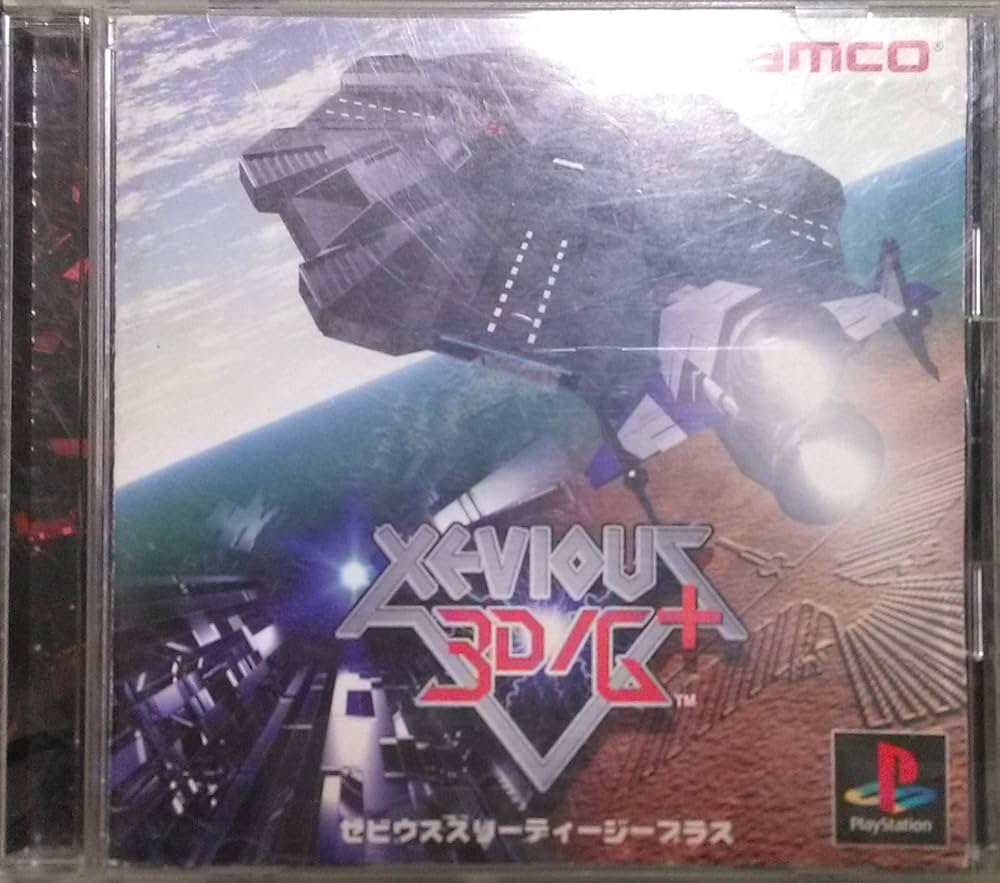 amco®
XEVIOUS
3D/G+™
ゼビウススリーディージープラス
PlayStation